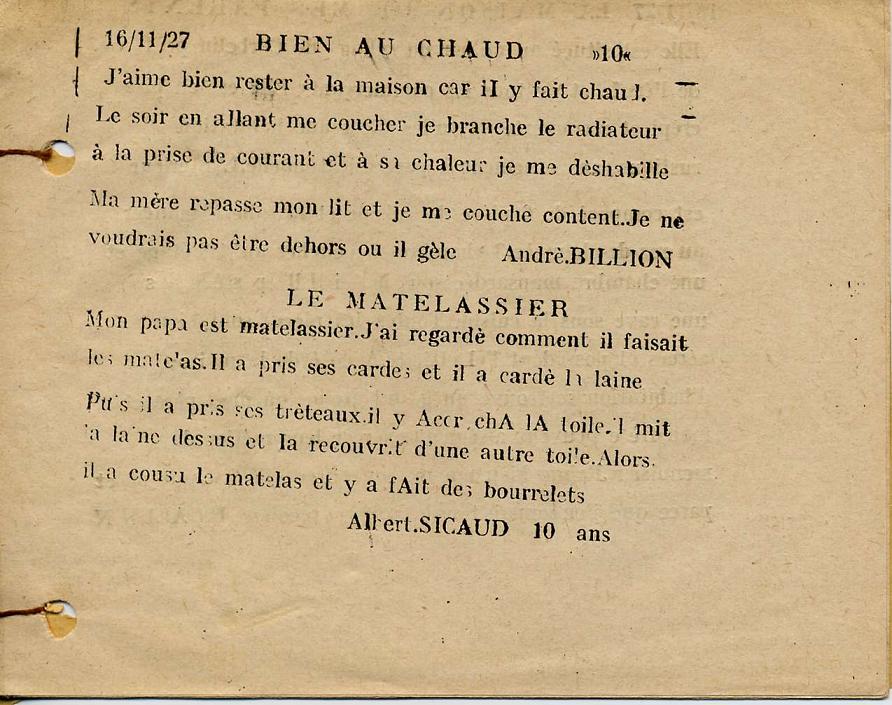 16/11/27 BIEN AU CHAUD »10«
J'aime bien rester à la maison car iI y fait chaud.
Le soir en allant me coucher je branche le radiateur
à la prise de courant et à sa chaleur je me dèshabille
Ma mère repasse mon lit et je me couche content..Je ne
voudrais pas être dehors ou il gèle Andrè.BILLION
LE MATELASSIER
Mon papa est matelassier.J'ai regardè comment il faisait
les matelas.Il a pris ses cardes et il a cardè la laine
Puis il a pris ses trèteaux.il y AccrochA lA toile.Il mit
la laine dessus et la recouvrit d'une autre toile.Alors.
il a cousu le matelas et y a fAit des bourrelets
Albert.SICAUD 10 ans